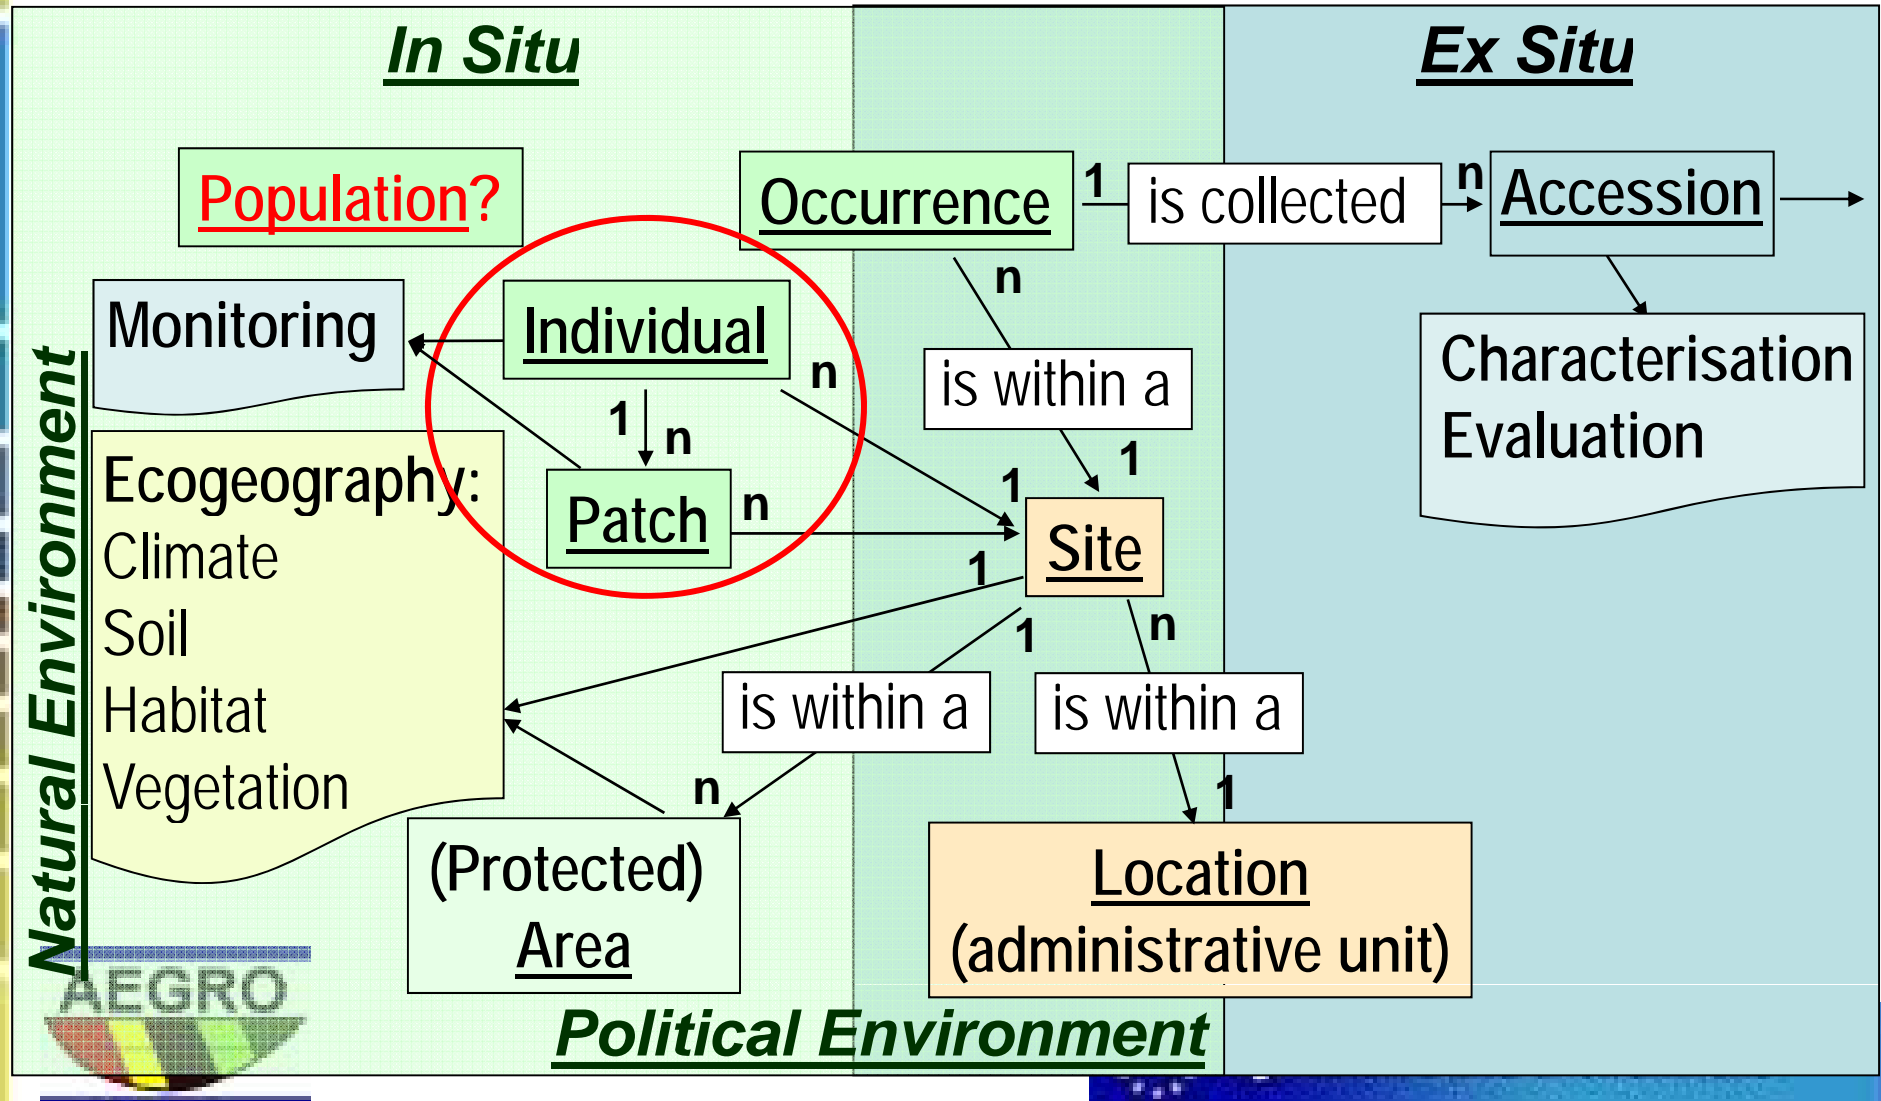 In Situ
Ex Situ
Population?
Occurrence
1
is collected
n
Accession
Monitoring
Individual
n
n
is within a
1
1
n
Characterisation
Evaluation
Ecogeography:
Climate
Soil
Habitat
Vegetation
Patch
n
1
Site
1
1
n
is within a
is within a
n
1
(Protected)
Area
Location
(administrative unit)
Natural Environment
Political Environment
AEGRO